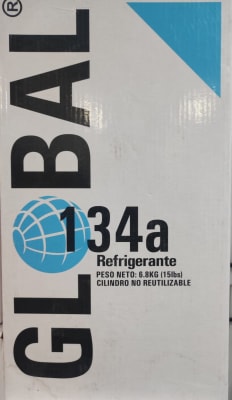 GLOBAL®
134a
Refrigerante
PESO NETO: 6.8KG (15lbs)
CILINDRO NO REUTILIZABLE